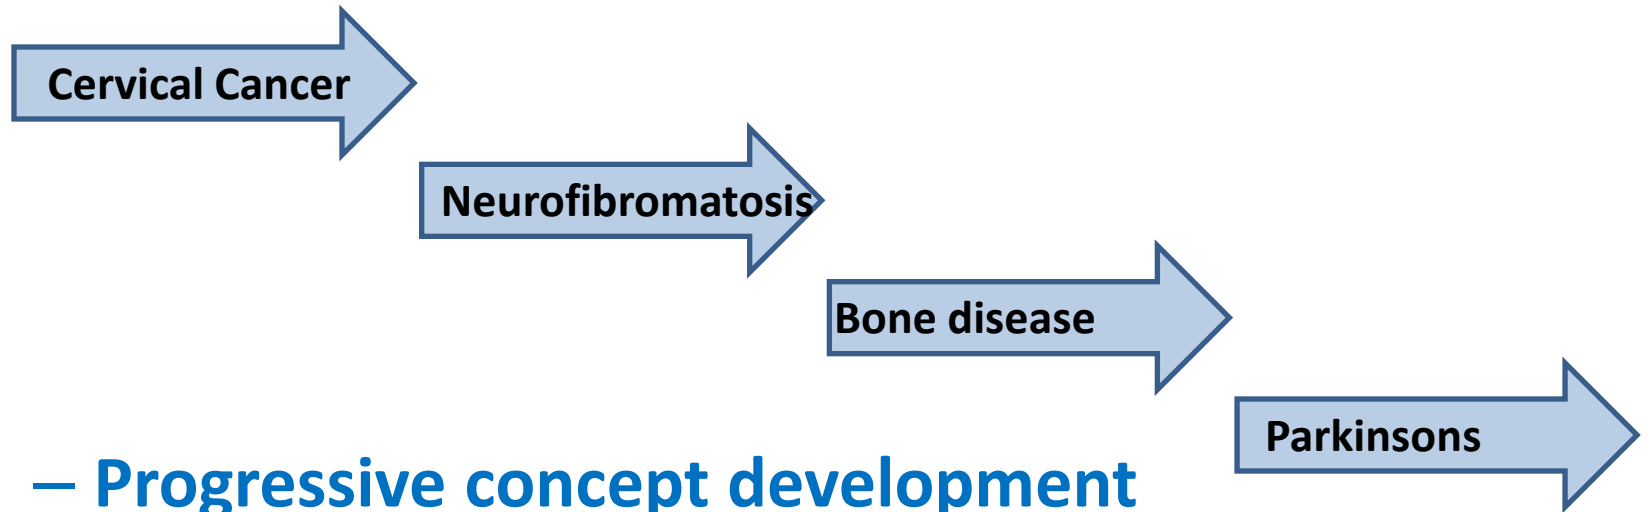 Cervical Cancer
Neurofibromatosis
Bone disease
Parkinsons
– Progressive concept development